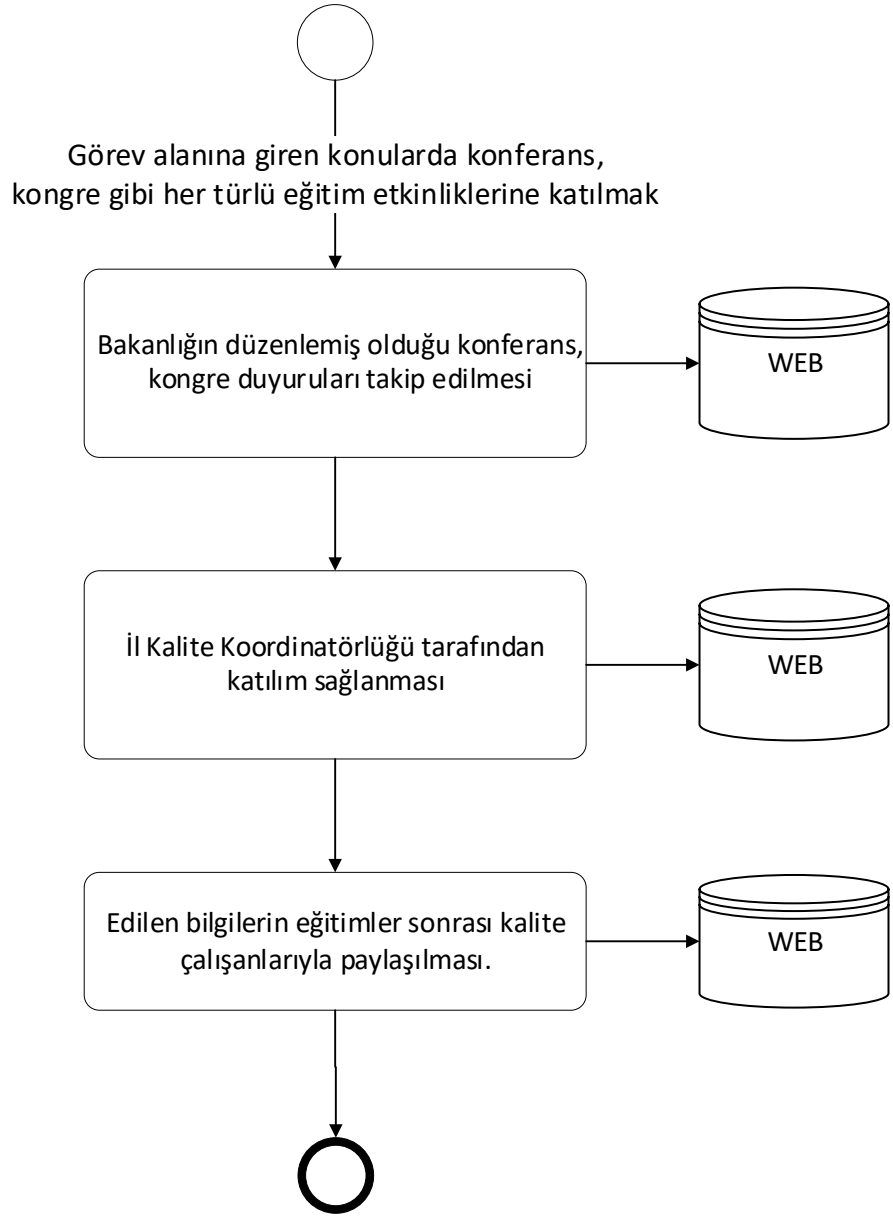 Görev alanına giren konularda konferans,
kongre gibi her türlü eğitim etkinliklerine katılmak
Bakanlığın düzenlemiş olduğu konferans,
kongre duyuruları takip edilmesi
WEB
İl Kalite Koordinatörlüğü tarafından
katılım sağlanması
WEB
Edilen bilgilerin eğitimler sonrası kalite
çalışanlarıyla paylaşılması.
WEB